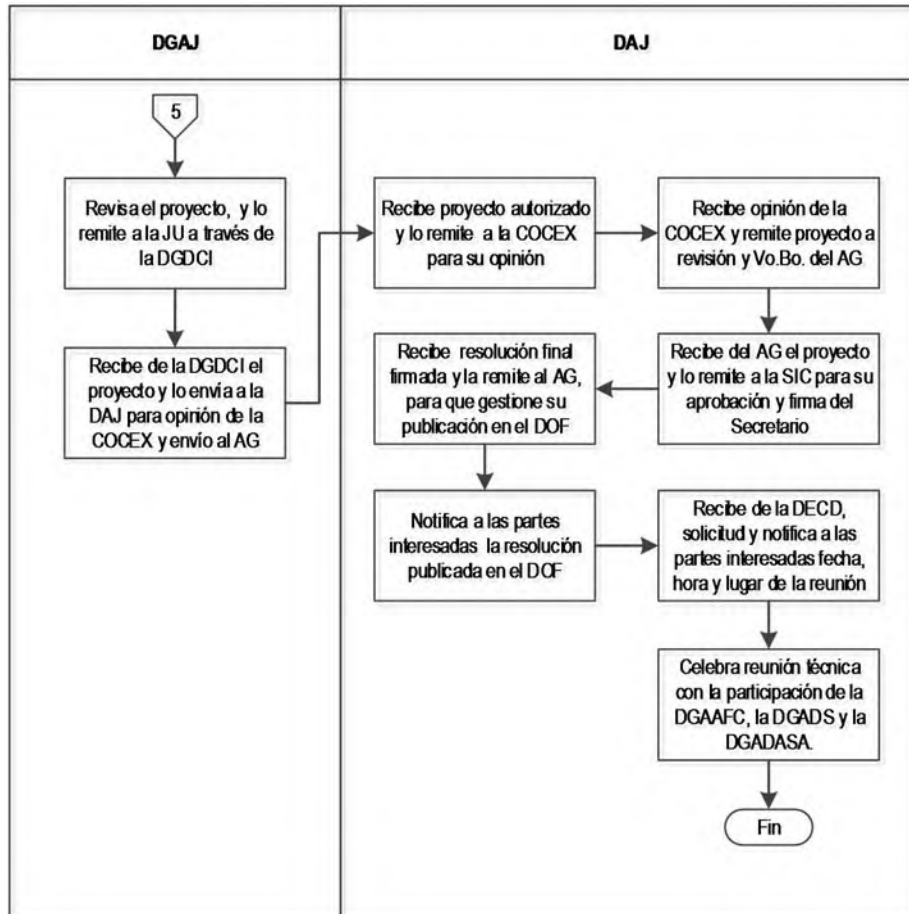 DGAJ
DAJ
5
Revisa el proyecto, y lo
remite a la JU a través de
la DGDCI
Recibe de la DGDCI el
proyecto y lo envía a la
DAJ para opinión de la
COCEX y envío al AG
Recibe proyecto autorizado
y lo remite a la COCEX
para su opinión
Recibe opinión de la
COCEX y remite proyecto a
revisión y Vo.Bo. del AG
Recibe del AG el proyecto
y lo remite a la SIC para su
aprobación y firma del
Secretario
Recibe resolución final
firmada y la remite al AG,
para que gestione su
publicación en el DOF
Notifica a las partes
interesadas la resolución
publicada en el DOF
Recibe de la DECD,
solicitud y notifica a las
partes interesadas fecha,
hora y lugar de la reunión
Celebra reunión técnica
con la participación de la
DGAAFC, la DGADS y la
DGADASA.
Fin